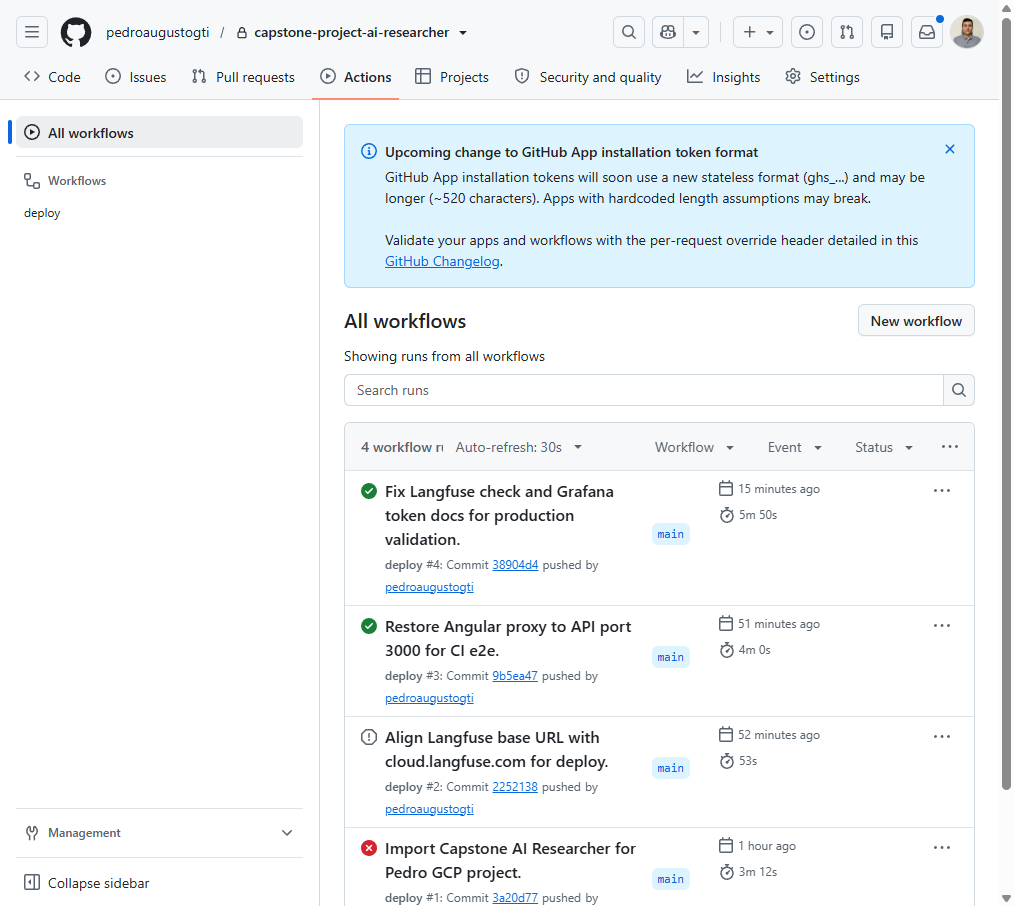 pedroaugustogti / capstone-project-ai-researcher
Code Issues Pull requests Actions Projects Security and quality Insights Settings
All workflows
Workflows
deploy
Management
Collapse sidebar
Upcoming change to GitHub App installation token format
GitHub App installation tokens will soon use a new stateless format (ghs_...) and may be
longer (~520 characters). Apps with hardcoded length assumptions may break.
Validate your apps and workflows with the per-request override header detailed in this
GitHub Changelog.
All workflows
New workflow
Showing runs from all workflows
Search runs
4 workflow ru Auto-refresh: 30s Workflow Event Status
Fix Langfuse check and Grafana
token docs for production
validation.
deploy #4: Commit 38904d4 pushed by
pedroaugustogti
main
15 minutes ago
5m 50s
Restore Angular proxy to API port
3000 for CI e2e.
deploy #3: Commit 9b5ea47 pushed by
pedroaugustogti
main
51 minutes ago
4m 0s
Align Langfuse base URL with
cloud.langfuse.com for deploy.
deploy #2: Commit 2252138 pushed by
pedroaugustogti
main
52 minutes ago
53s
Import Capstone AI Researcher for
Pedro GCP project.
deploy #1: Commit 3a20d77 pushed by
main
1 hour ago
3m 12s